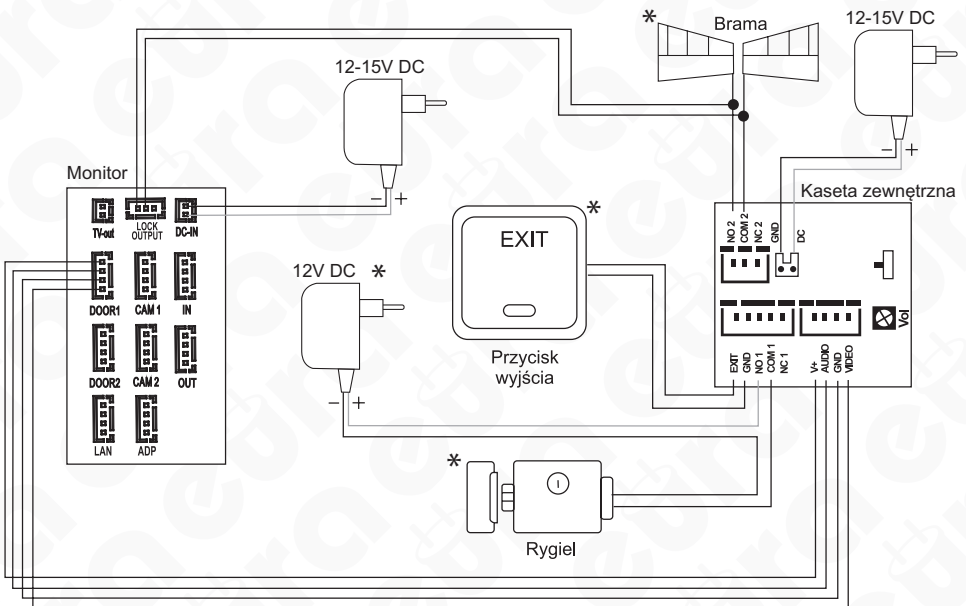 Brama
12-15V DC
12-15V DC
Monitor
Kaseta zewnętrzna
TV-out
LOCK
OUTPUT
DC-IN
NO 2
COM 2
NC 2
GND
DC
EXIT
12V DC
DOOR1
CAM 1
IN
Vol
Przycisk
wyjścia
DOOR2
CAM 2
OUT
EXIT
GND
NO 1
COM 1
NC 1
V+
AUDIO
GND
VIDEO
LAN
ADP
Rygiel
eura